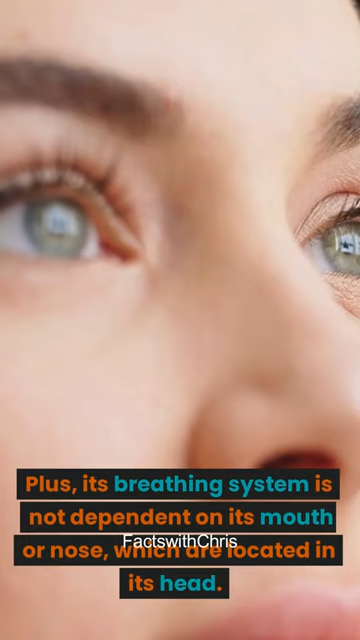 Plus, its breathing system is
not dependent on its mouth
or nose, which are located in
FactswithChris
its head.